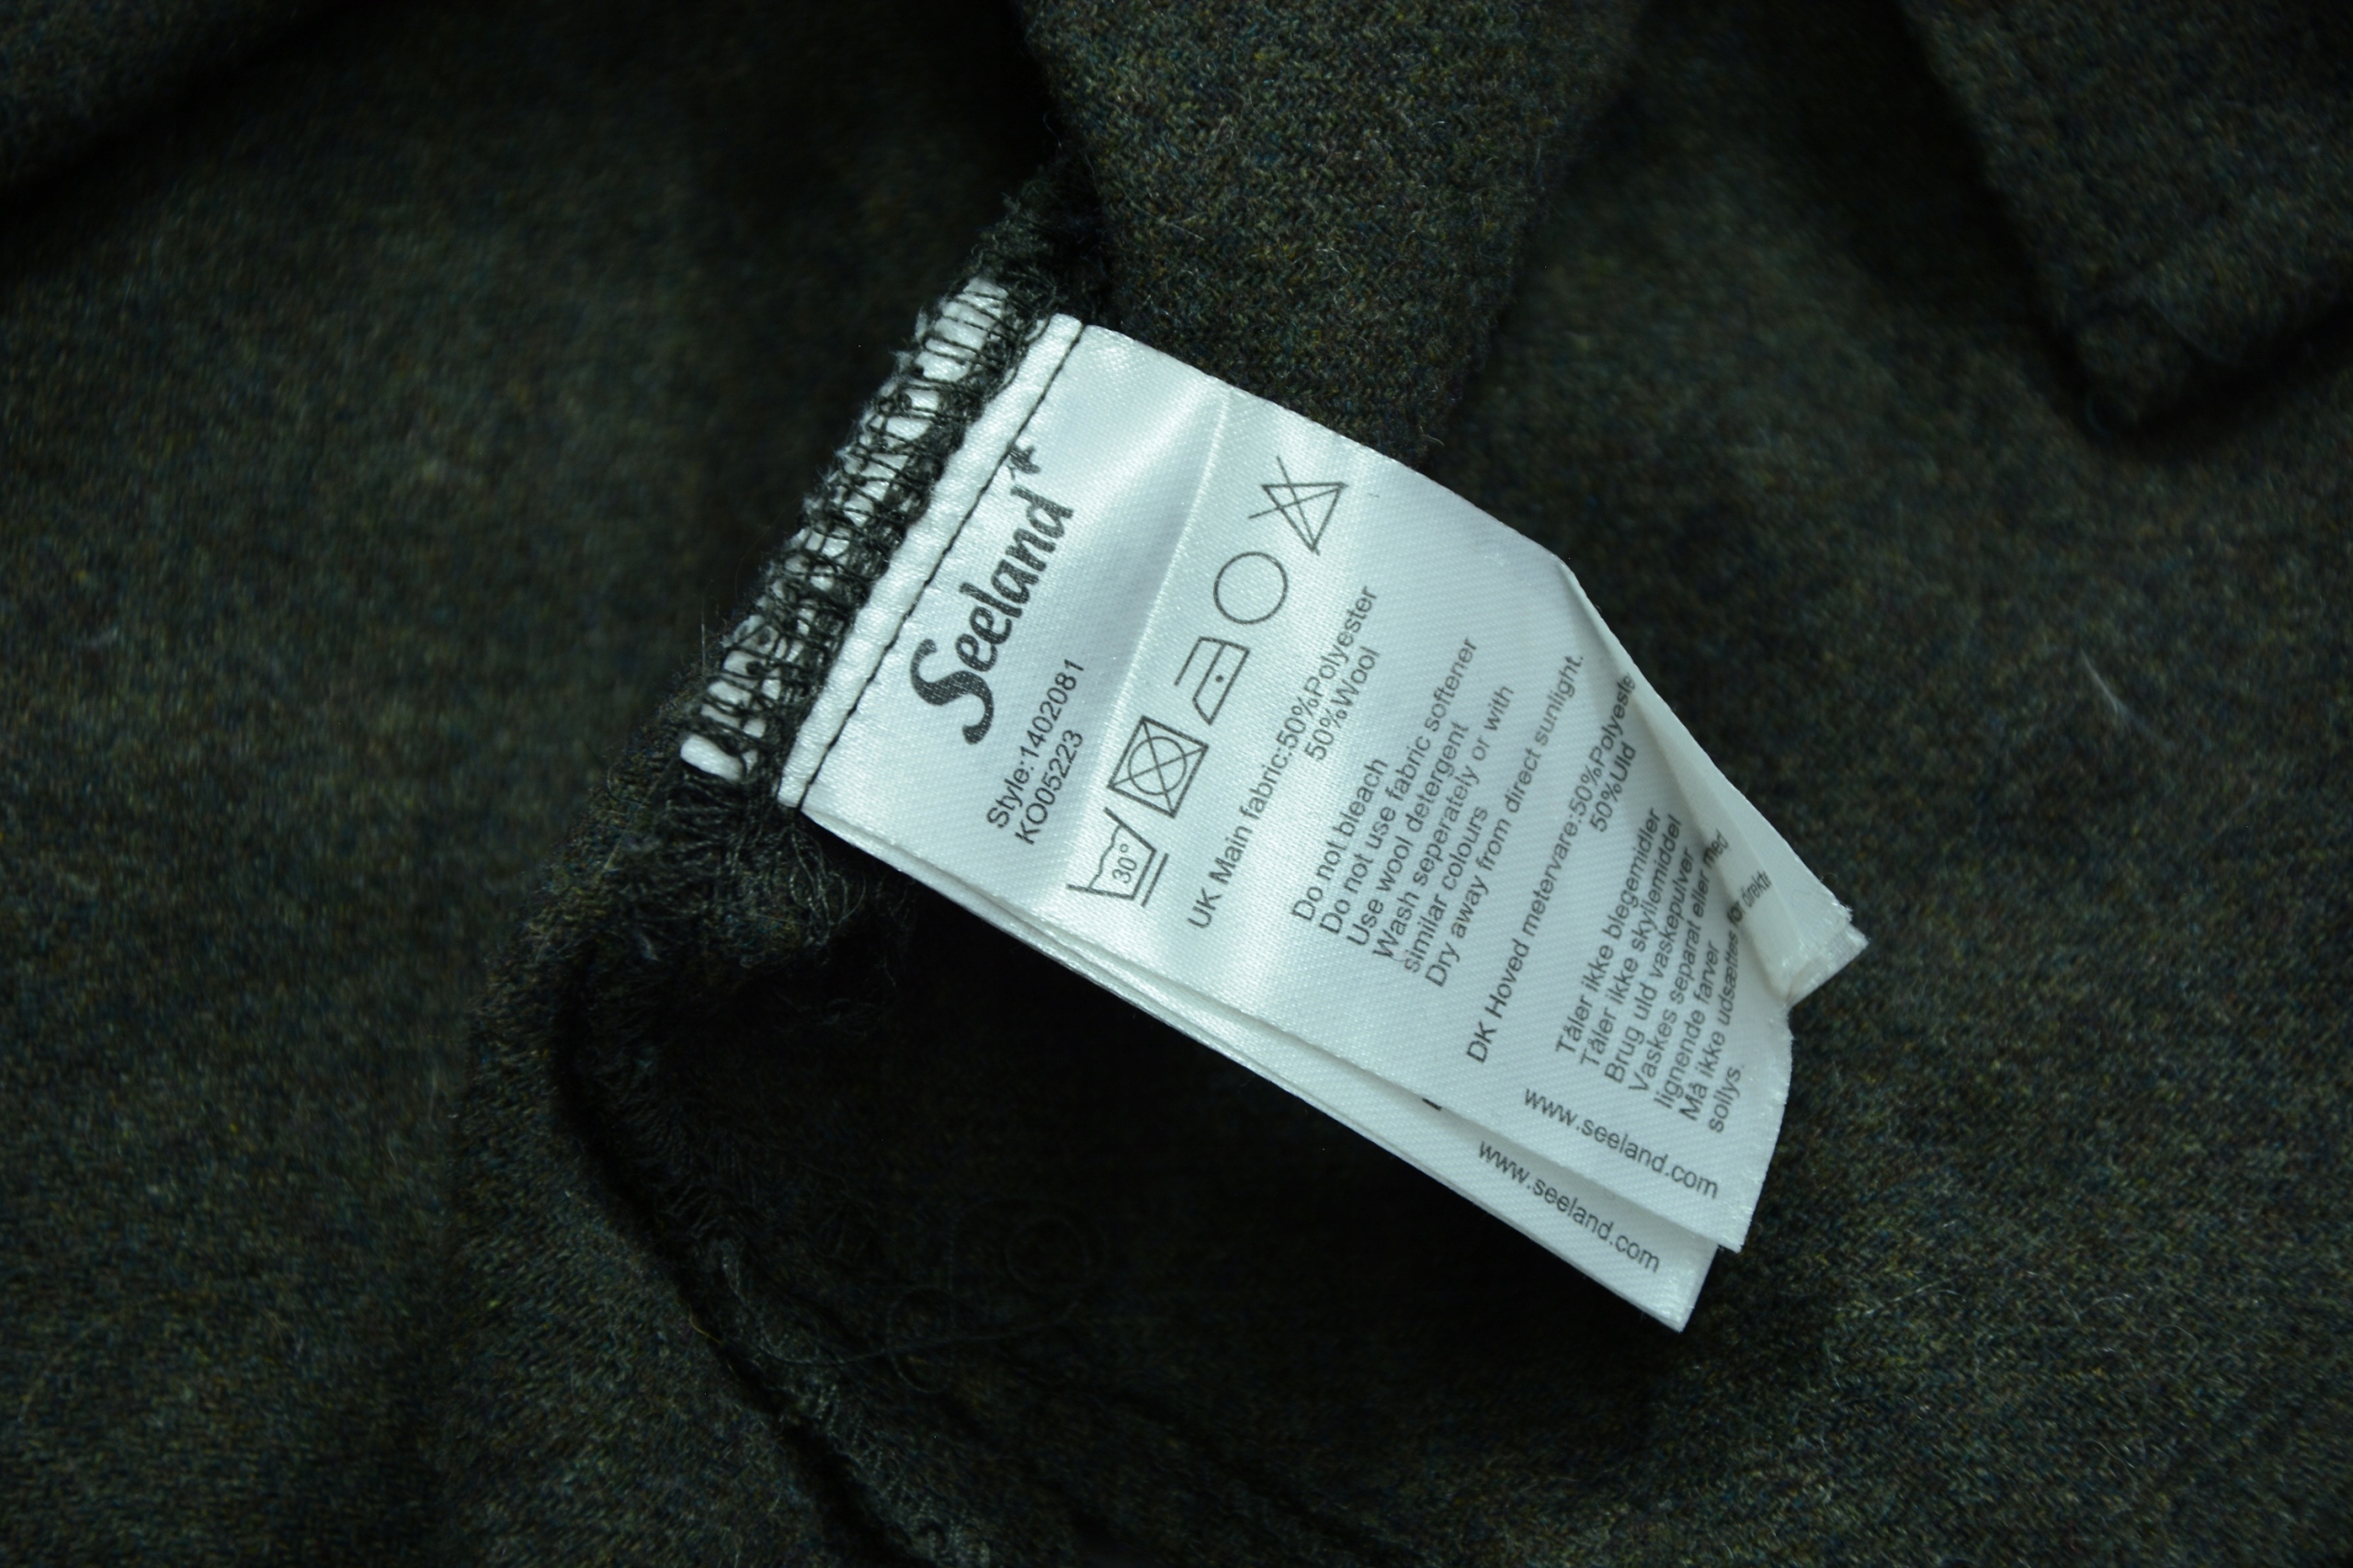 Seeland
Style:1402081
KO05223
30°
UK Main fabric:50%Polyester
50%Wool
Do not bleach
Do not use fabric softener
Use wool detergent
Wash seperately or with
similar colours
Dry away from direct sunlight.
DK Hoved metervare:50%Polyeste
50%Uld
Tåler ikke blegemidler
Tåler ikke skyllemiddel
Brug uld vaskepulver
Vaskes separat eller med
lignende farver
Må ikke udsættes for direkte
sollys.
www.seeland.com
www.seeland.com